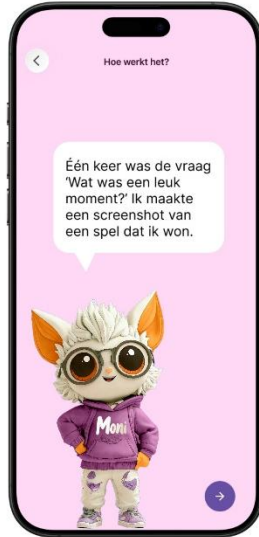 Hoe werkt het?
Één keer was de vraag
‘Wat was een leuk
moment?’ Ik maakte
een screenshot van
een spel dat ik won.
Moni